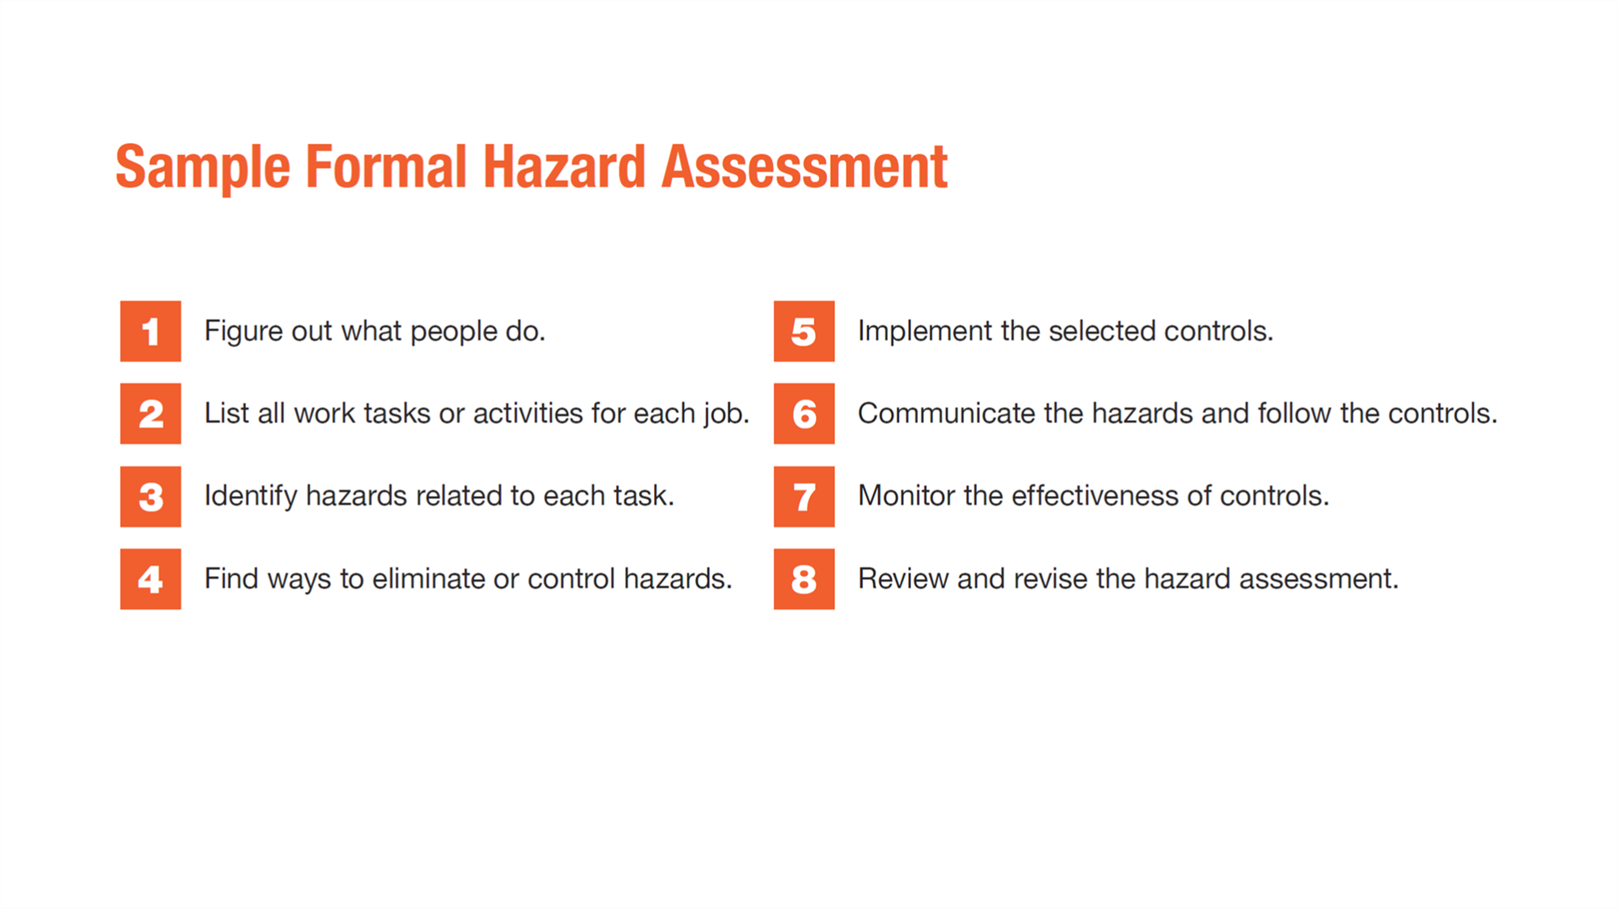 Sample Formal Hazard Assessment
1 Figure out what people do.
2 List all work tasks or activities for each job.
3 Identify hazards related to each task.
4 Find ways to eliminate or control hazards.
5 Implement the selected controls.
6 Communicate the hazards and follow the controls.
7 Monitor the effectiveness of controls.
8 Review and revise the hazard assessment.